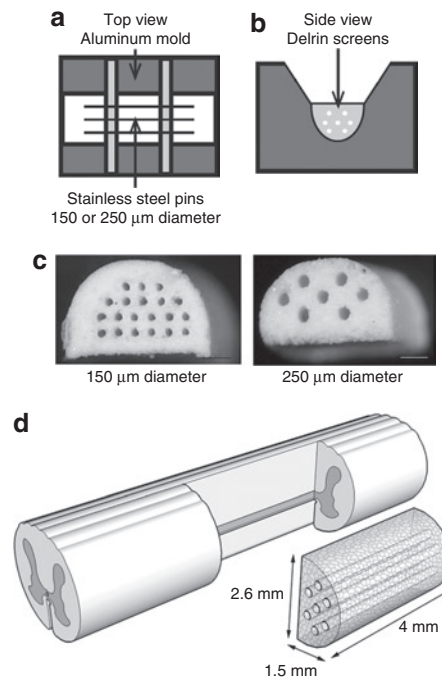 a
Top view
Aluminum mold
Stainless steel pins
150 or 250 μm diameter
b
Side view
Delrin screens
c
150 μm diameter
250 μm diameter
d
2.6 mm
1.5 mm
4 mm